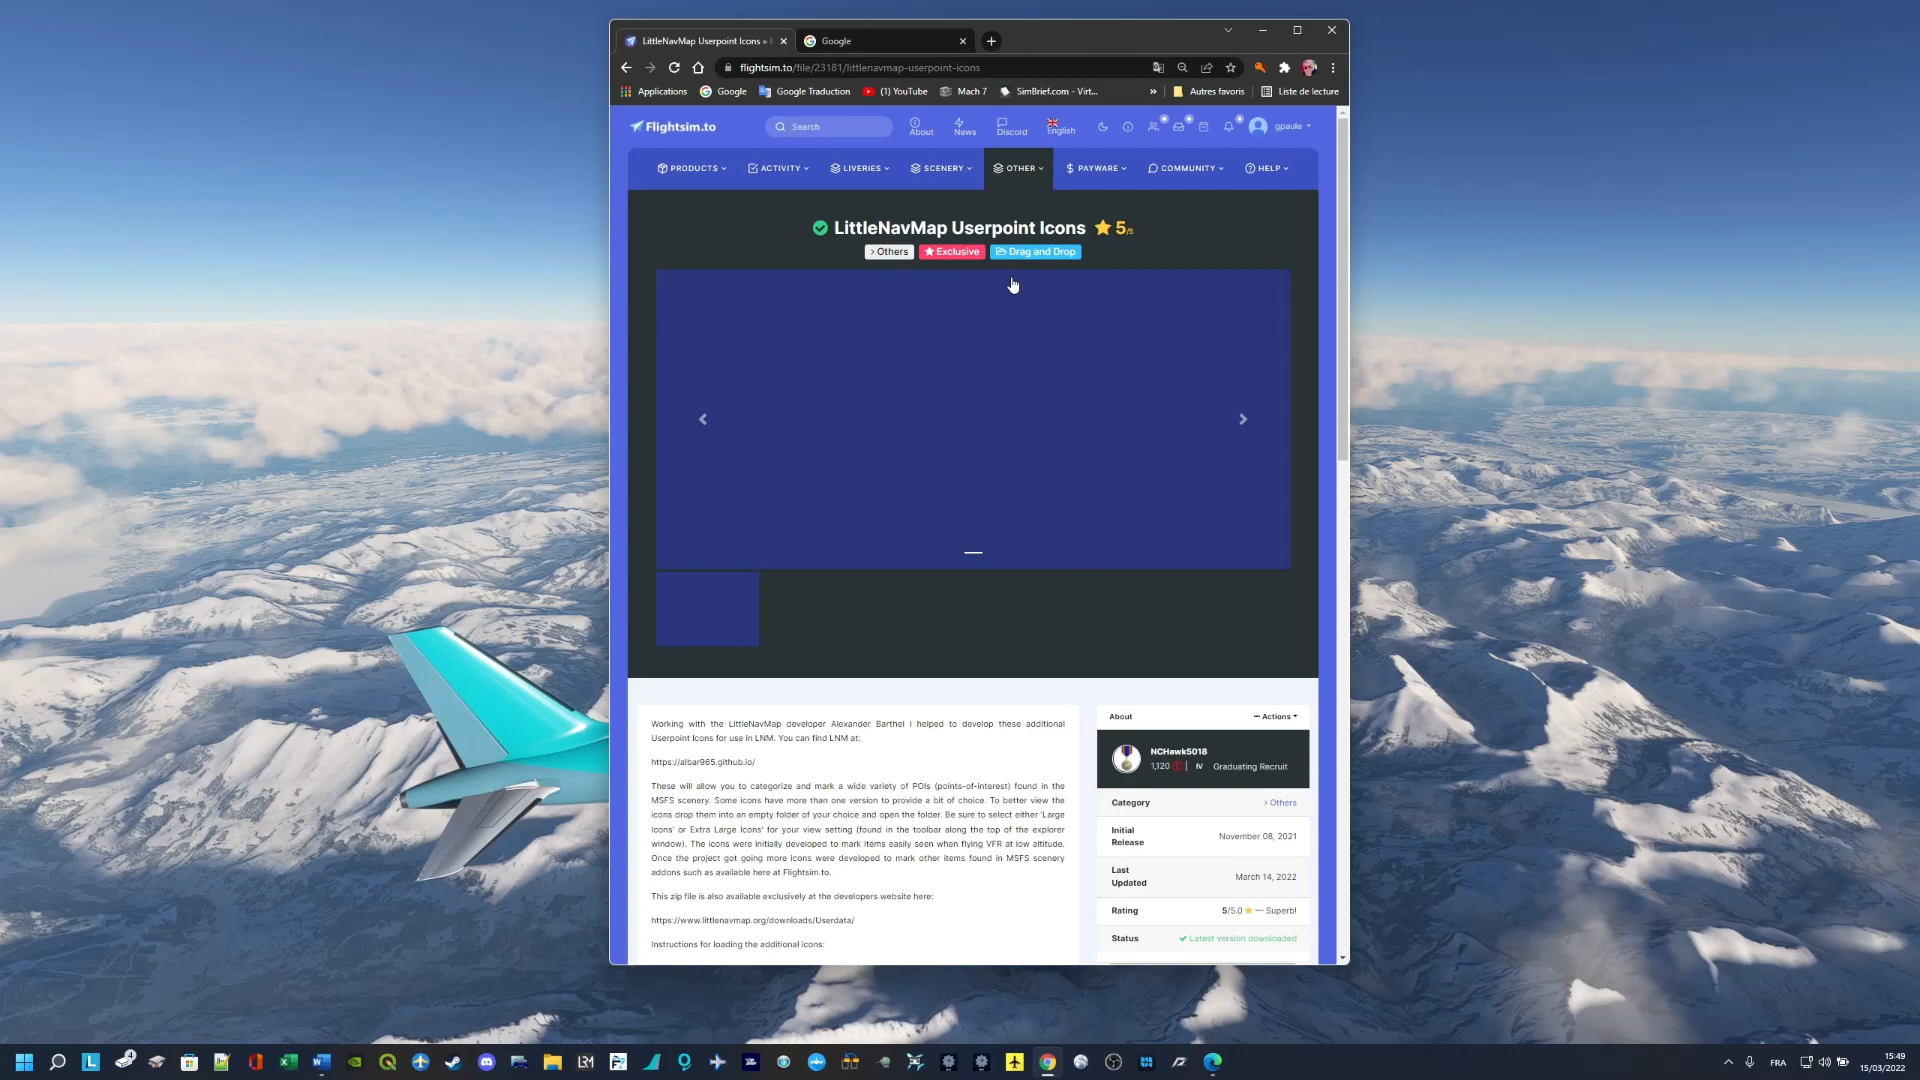 LittleNavMap Userpoint Icons »
Google
flightsim.to/file/23181/littlenavmap-userpoint-icons
Applications
Google
Google Traduction
(1) YouTube
Mach 7
SimBrief.com - Virt...
»
Autres favoris
Liste de lecture
Flightsim.to
Search
About
News
Discord
English
gpaule
PRODUCTS
ACTIVITY
LIVERIES
SCENERY
OTHER
PAYWARE
COMMUNITY
HELP
LittleNavMap Userpoint Icons 5/5
> Others
Exclusive
Drag and Drop
Working with the LittleNavMap developer Alexander Barthel I helped to develop these additional
Userpoint Icons for use in LNM. You can find LNM at:
https://albar965.github.io/
These will allow you to categorize and mark a wide variety of POIs (points-of-interest) found in the
MSFS scenery. Some icons have more than one version to provide a bit of choice. To better view the
icons drop them into an empty folder of your choice and open the folder. Be sure to select either 'Large
Icons' or Extra Large Icons' for your view setting (found in the toolbar along the top of the explorer
window). The icons were initially developed to mark items easily seen when flying VFR at low altitude.
Once the project got going more icons were developed to mark other items found in MSFS scenery
addons such as available here at Flightsim.to.
This zip file is also available exclusively at the developers website here:
https://www.littlenavmap.org/downloads/Userdata/
Instructions for loading the additional icons:
About
Actions
NCHawk5018
1,120 | IV Graduating Recruit
Category
> Others
Initial
Release
November 08, 2021
Last
Updated
March 14, 2022
Rating
5/5.0 — Superb!
Status
Latest version downloaded
4
FRA
15:49
15/03/2022